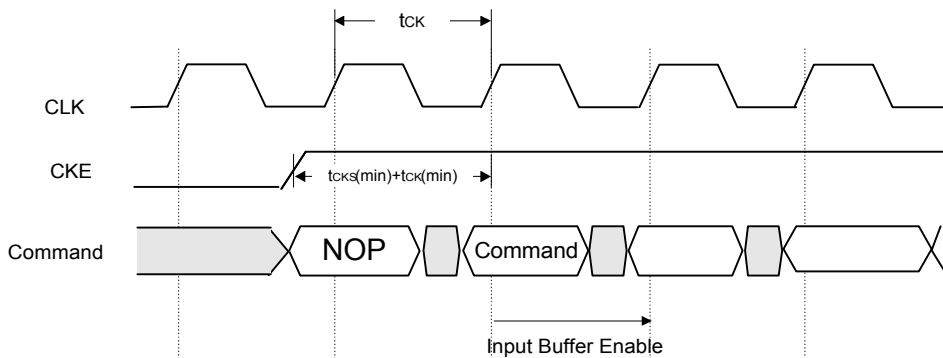 tCK
CLK
CKE
tCKS(min)+tCK(min)
Command
NOP
Command
Input Buffer Enable